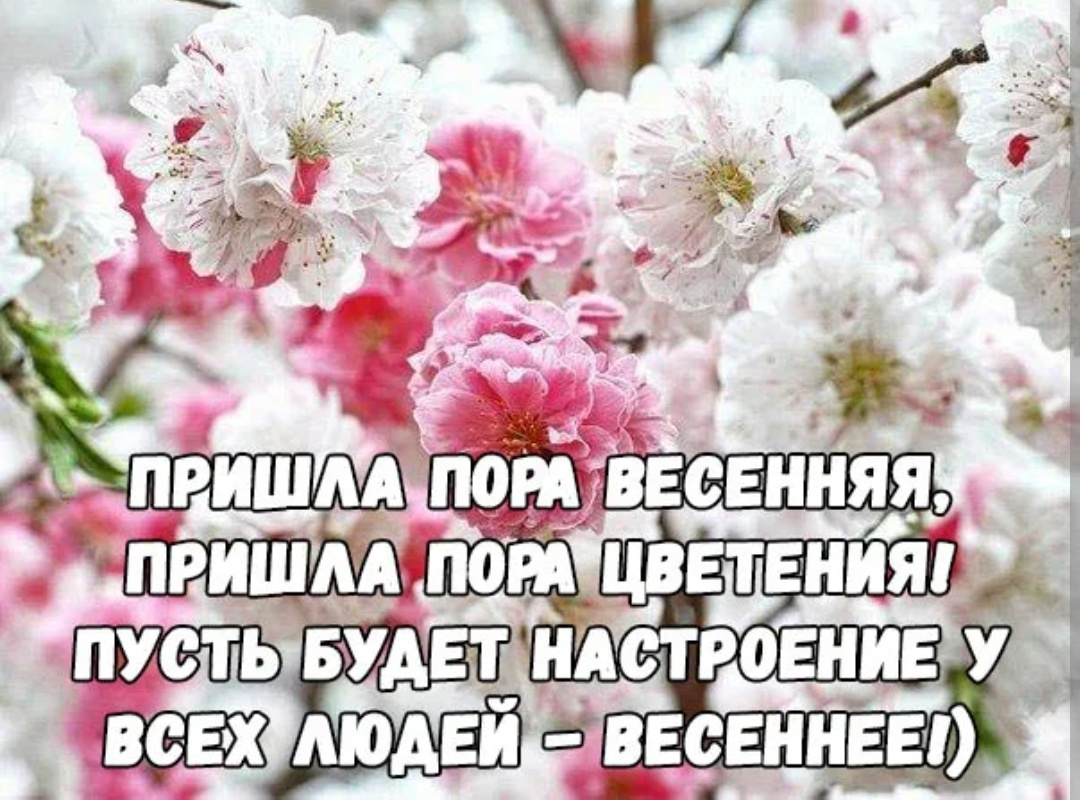 ПРИШЛА ПОРА ВЕСЕННЯЯ,
ПРИШЛА ПОРА ЦВЕТЕНИЯ!
ПУСТЬ БУДЕТ НАСТРОЕНИЕ У
ВСЕХ ЛЮДЕЙ - ВЕСЕННЕЕ!)